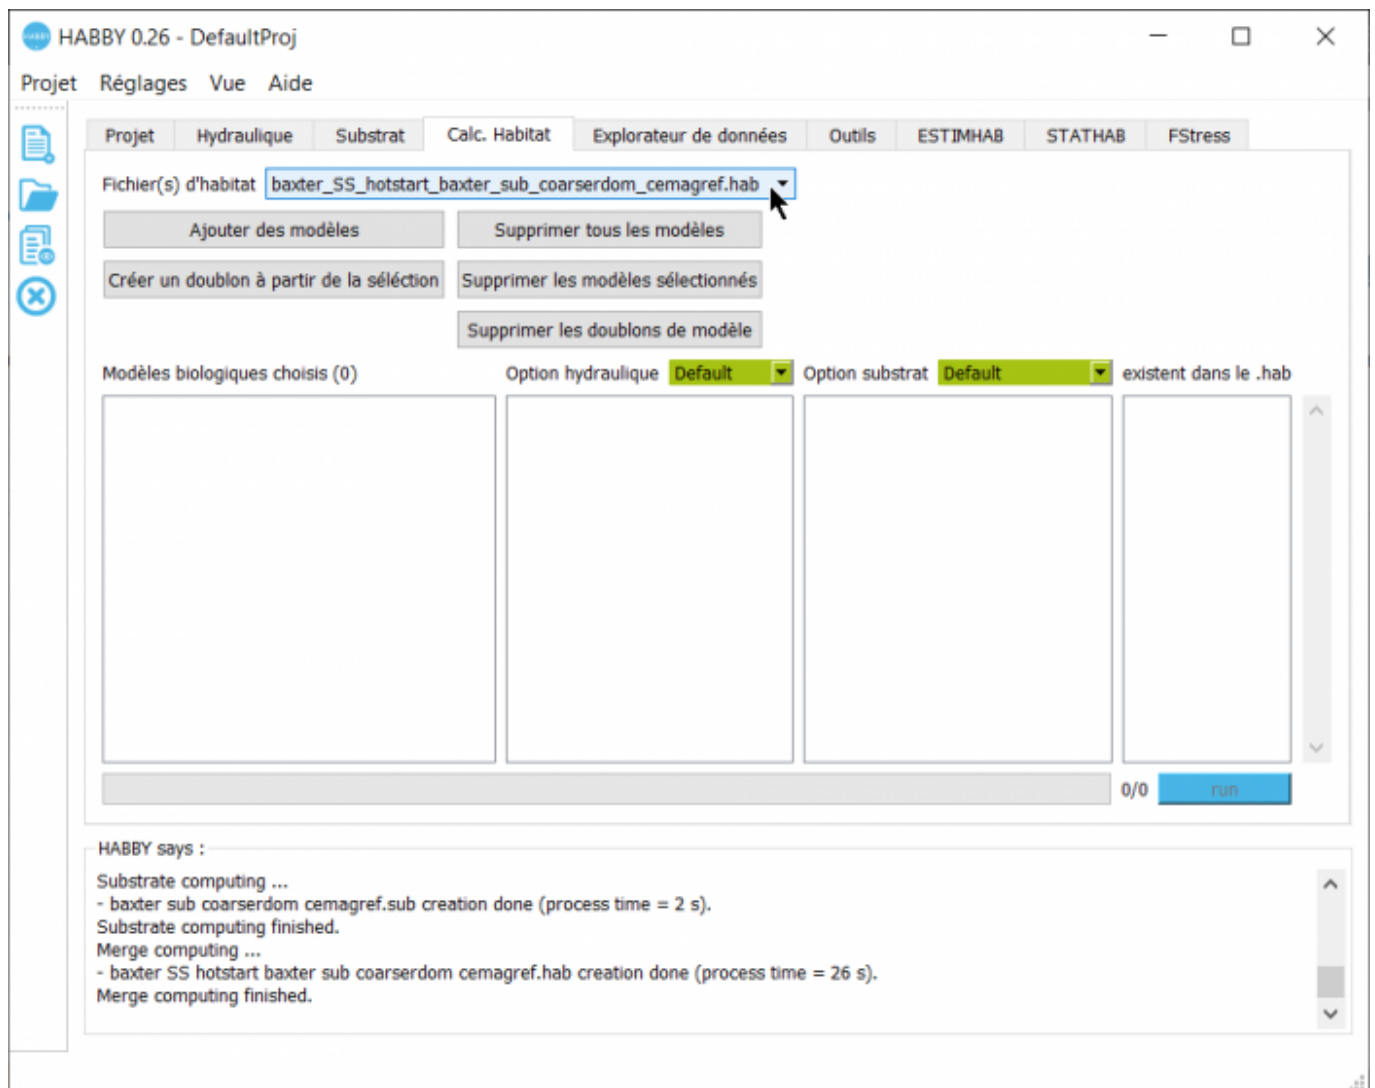 HABBY 0.26 - DefaultProj
Projet Réglages Vue Aide
Projet Hydraulique Substrat Calc. Habitat Explorateur de données Outils ESTIMHAB STATHAB FStress
Fichier(s) d'habitat baxter_SS_hotstart_baxter_sub_coarserdom_cemagref.hab
Ajouter des modèles Supprimer tous les modèles
Créer un doublon à partir de la séléction Supprimer les modèles sélectionnés
Supprimer les doublons de modèle
Modèles biologiques choisis (0) Option hydraulique Default Option substrat Default existent dans le .hab
0/0 run
HABBY says :
Substrate computing ...
- baxter sub coarserdom cemagref.sub creation done (process time = 2 s).
Substrate computing finished.
Merge computing ...
- baxter SS hotstart baxter sub coarserdom cemagref.hab creation done (process time = 26 s).
Merge computing finished.